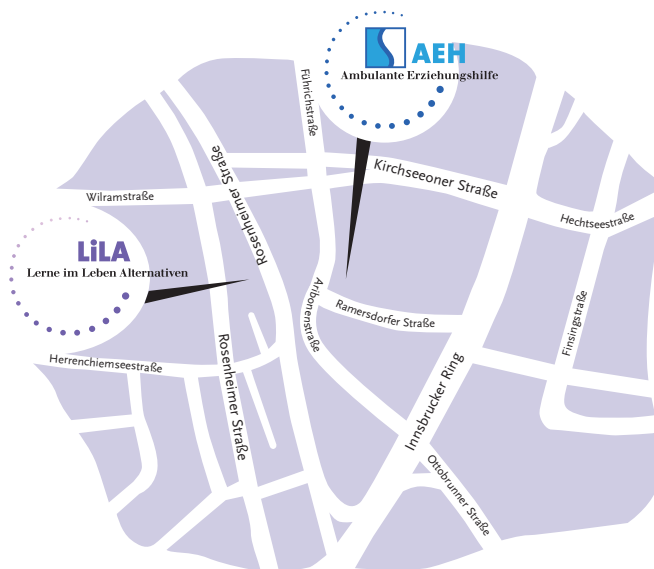 AEH
Ambulante Erziehungshilfe
Führichstraße
Rosenheimer Straße
Kirchseeoner Straße
Wilramstraße
Hechtseestraße
LiLA
Lerne im Leben Alternativen
Aribonenstraße
Ramersdorfer Straße
Finsingstraße
Herrenchiemseestraße
Rosenheimer Straße
Innsbrucker Ring
Ottobrunner Straße